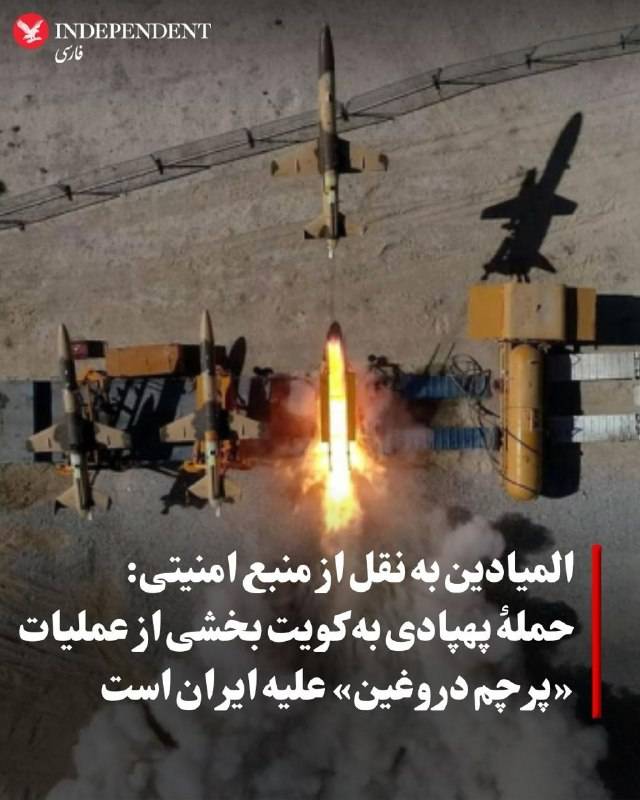 INDEPENDENT
فارسی
المیادین به نقل از منبع امنیتی:
حملهٔ پهپادی به کویت بخشی از عملیات
«پرچم دروغین» علیه ایران است